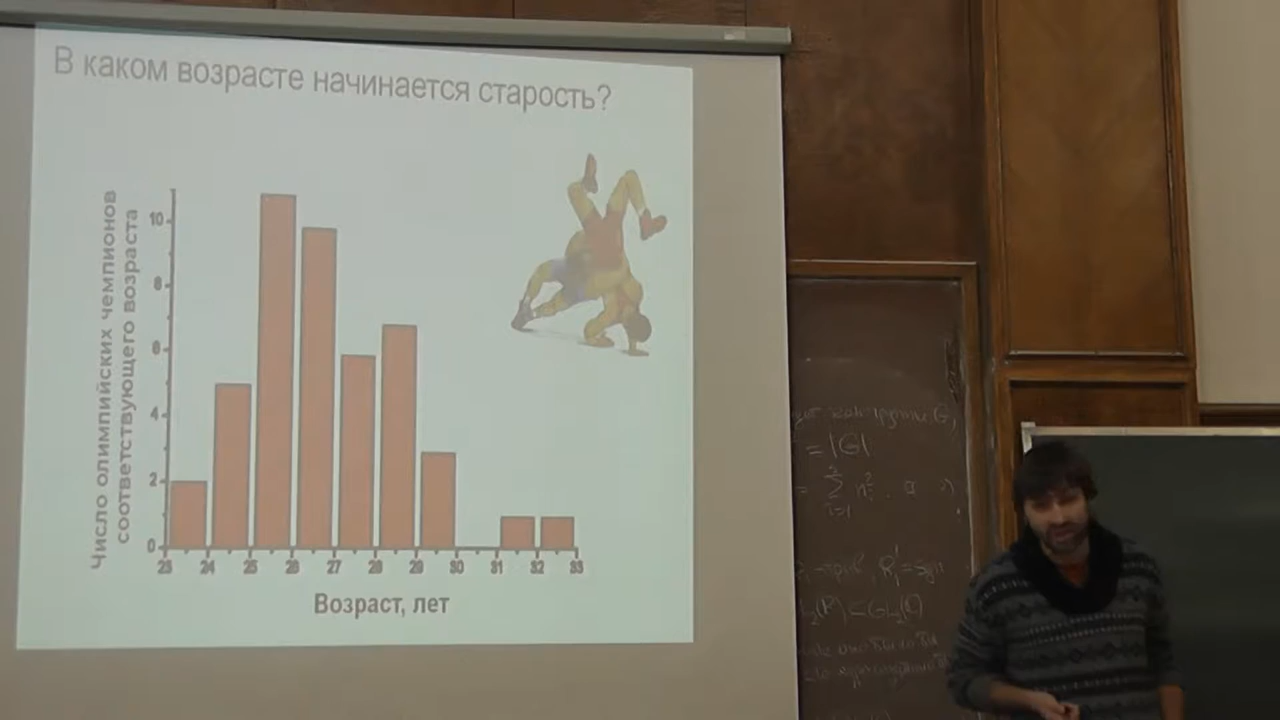 В каком возрасте начинается старость?
Число олимпийских чемпионов
соответствующего возраста
10
8
6
4
2
0
23 24 25 26 27 28 29 30 31 32 33
Возраст, лет
= |G|